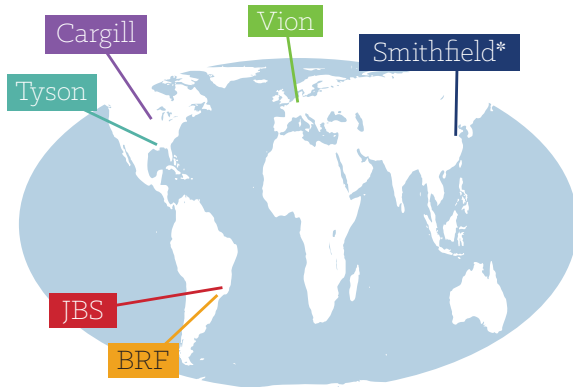 Vion
Cargill
Smithfield*
Tyson
JBS
BRF